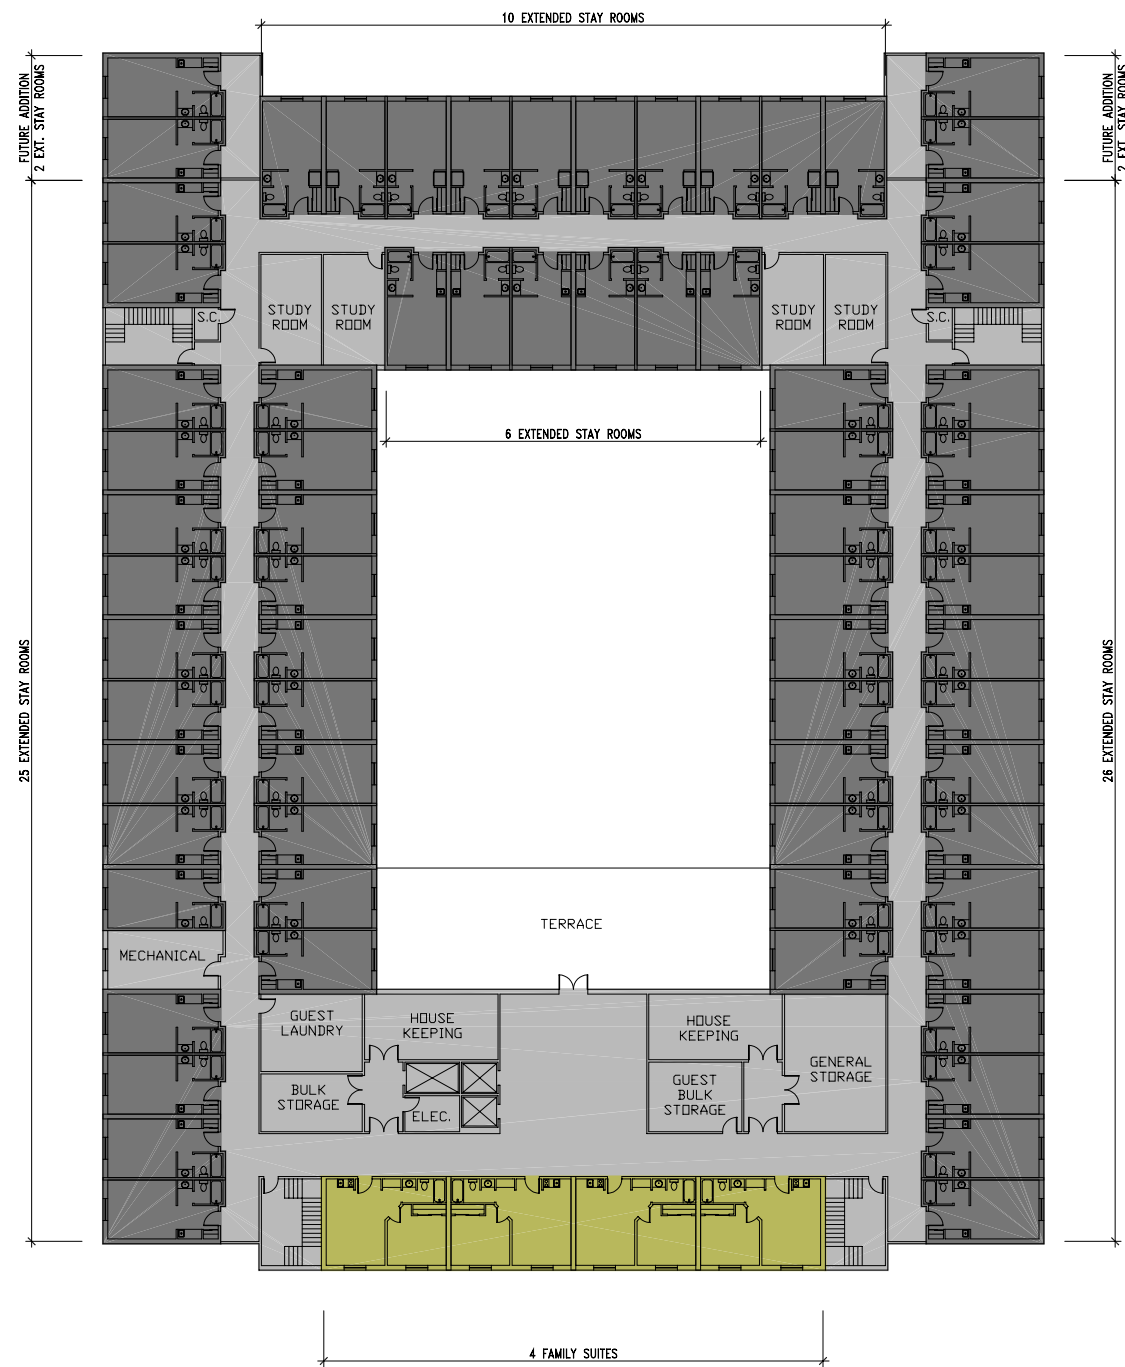 10 EXTENDED STAY ROOMS
FUTURE ADDITION
2 EXT. STAY ROOMS
FUTURE ADDITION
2 EXT. STAY ROOMS
S.C.
STUDY
ROOM
STUDY
ROOM
STUDY
ROOM
STUDY
ROOM
S.C.
6 EXTENDED STAY ROOMS
25 EXTENDED STAY ROOMS
26 EXTENDED STAY ROOMS
TERRACE
MECHANICAL
GUEST
LAUNDRY
HOUSE
KEEPING
HOUSE
KEEPING
GENERAL
STORAGE
BULK
STORAGE
ELEC.
GUEST
BULK
STORAGE
4 FAMILY SUITES